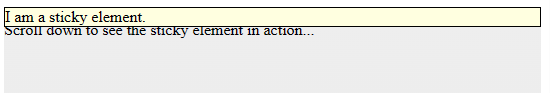 I am a sticky element.
Scroll down to see the sticky element in action...